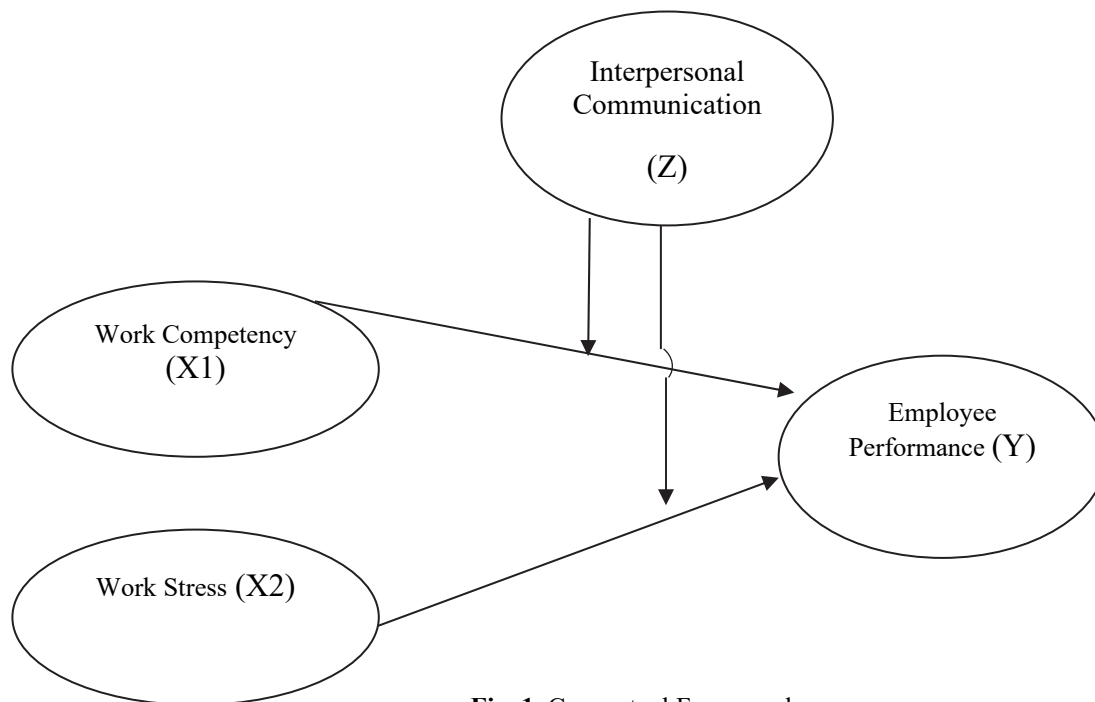 Interpersonal
Communication
(Z)
Work Competency
(X1)
Employee
Performance (Y)
Work Stress (X2)
Fig 1. Conceptual Framework